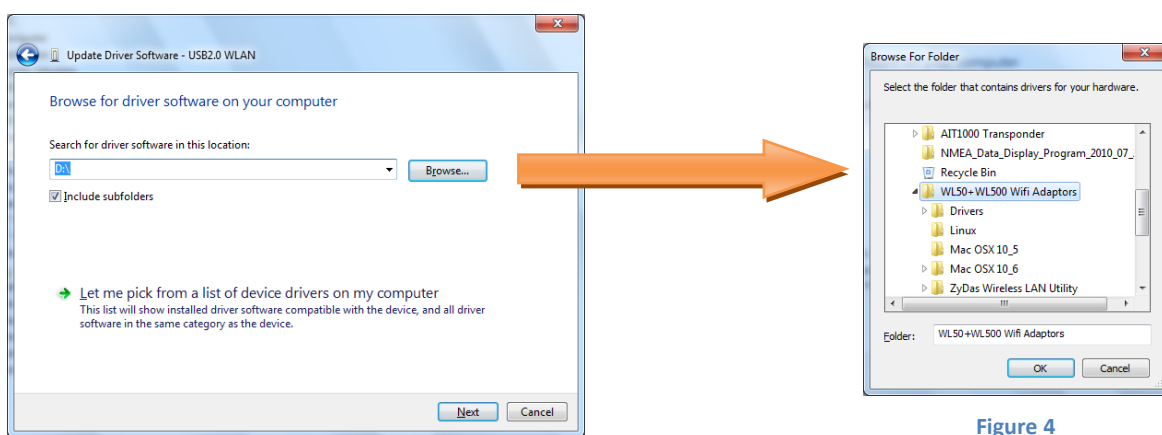 Update Driver Software - USB2.0 WLAN
Browse for driver software on your computer
Search for driver software in this location:
D:\
Browse...
Include subfolders
Let me pick from a list of device drivers on my computer
This list will show installed driver software compatible with the device, and all driver
software in the same category as the device.
Next
Cancel
Browse For Folder
Select the folder that contains drivers for your hardware.
AIT1000 Transponder
NMEA_Data_Display_Program_2010_07_
Recycle Bin
WL50+WL500 Wifi Adaptors
Drivers
Linux
Mac OSX 10_5
Mac OSX 10_6
ZyDas Wireless LAN Utility
Folder:
WL50+WL500 Wifi Adaptors
OK
Cancel
Figure 4